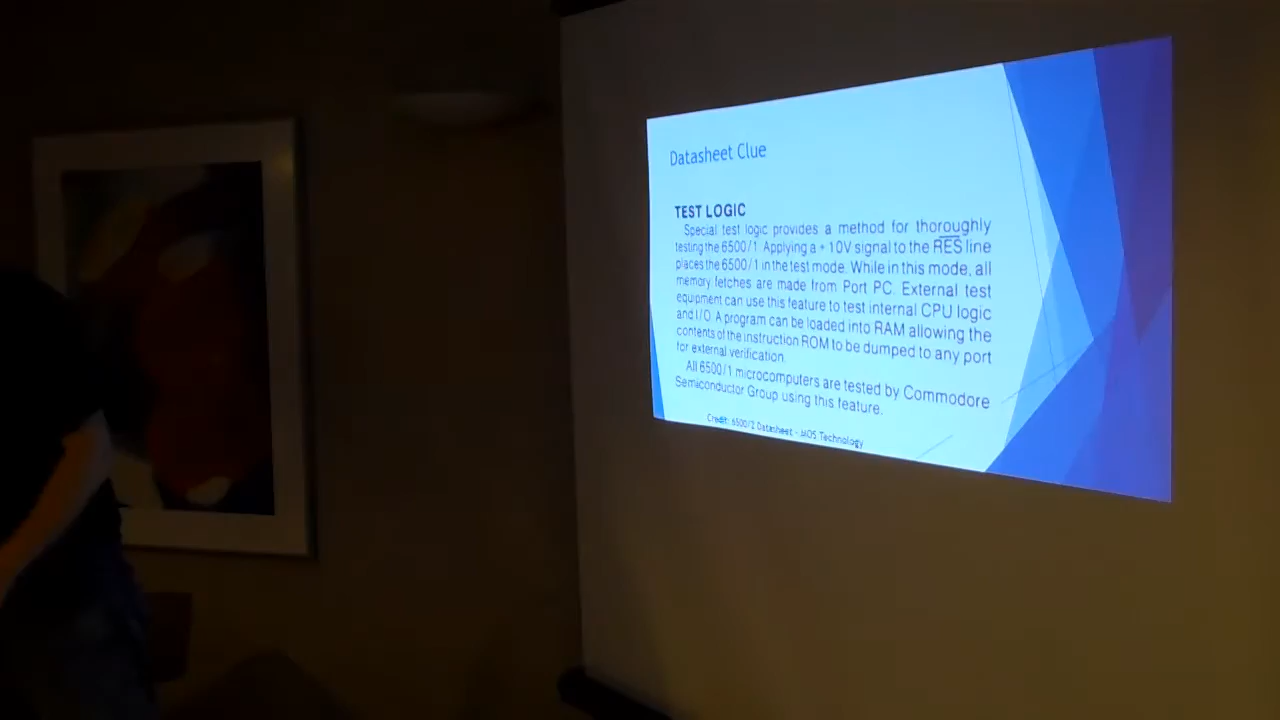 Datasheet Clue
TEST LOGIC
Special test logic provides a method for thoroughly
testing the 6500/1. Applying a + 10V signal to the RES line
places the 6500/1 in the test mode. While in this mode, all
memory fetches are made from Port PC. External test
equipment can use this feature to test internal CPU logic
and I/O. A program can be loaded into RAM allowing the
contents of the instruction ROM to be dumped to any port
for external verification.
All 6500/1 microcomputers are tested by Commodore
Semiconductor Group using this feature.
Credit: 6500/2 Datasheet - MOS Technology